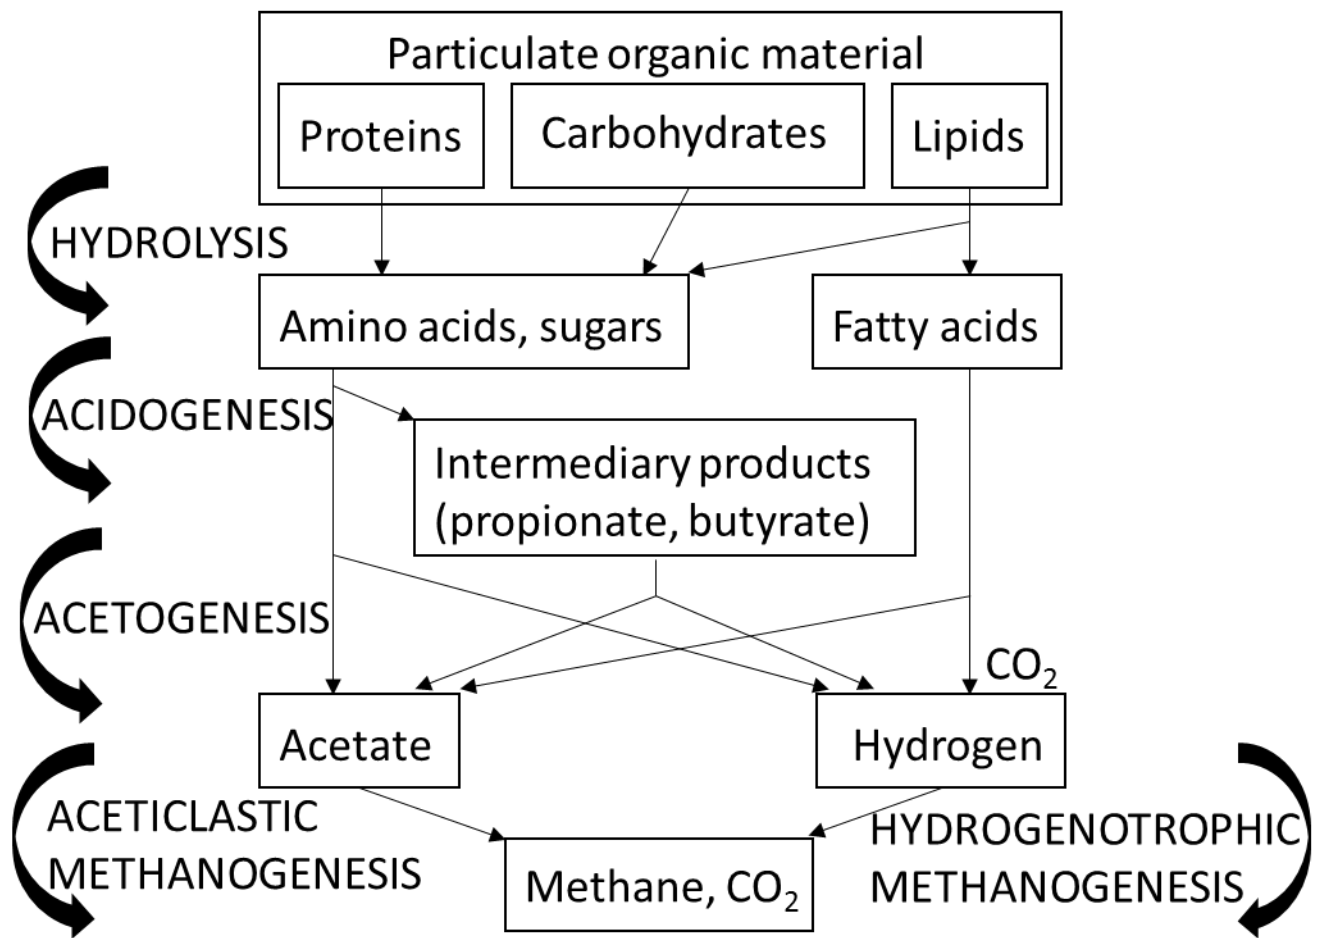 Particulate organic material
Proteins
Carbohydrates
Lipids
HYDROLYSIS
Amino acids, sugars
Fatty acids
ACIDOGENESIS
Intermediary products
(propionate, butyrate)
ACETOGENESIS
CO₂
Acetate
Hydrogen
ACETICLASTIC
METHANOGENESIS
HYDROGENOTROPHIC
METHANOGENESIS
Methane, CO₂